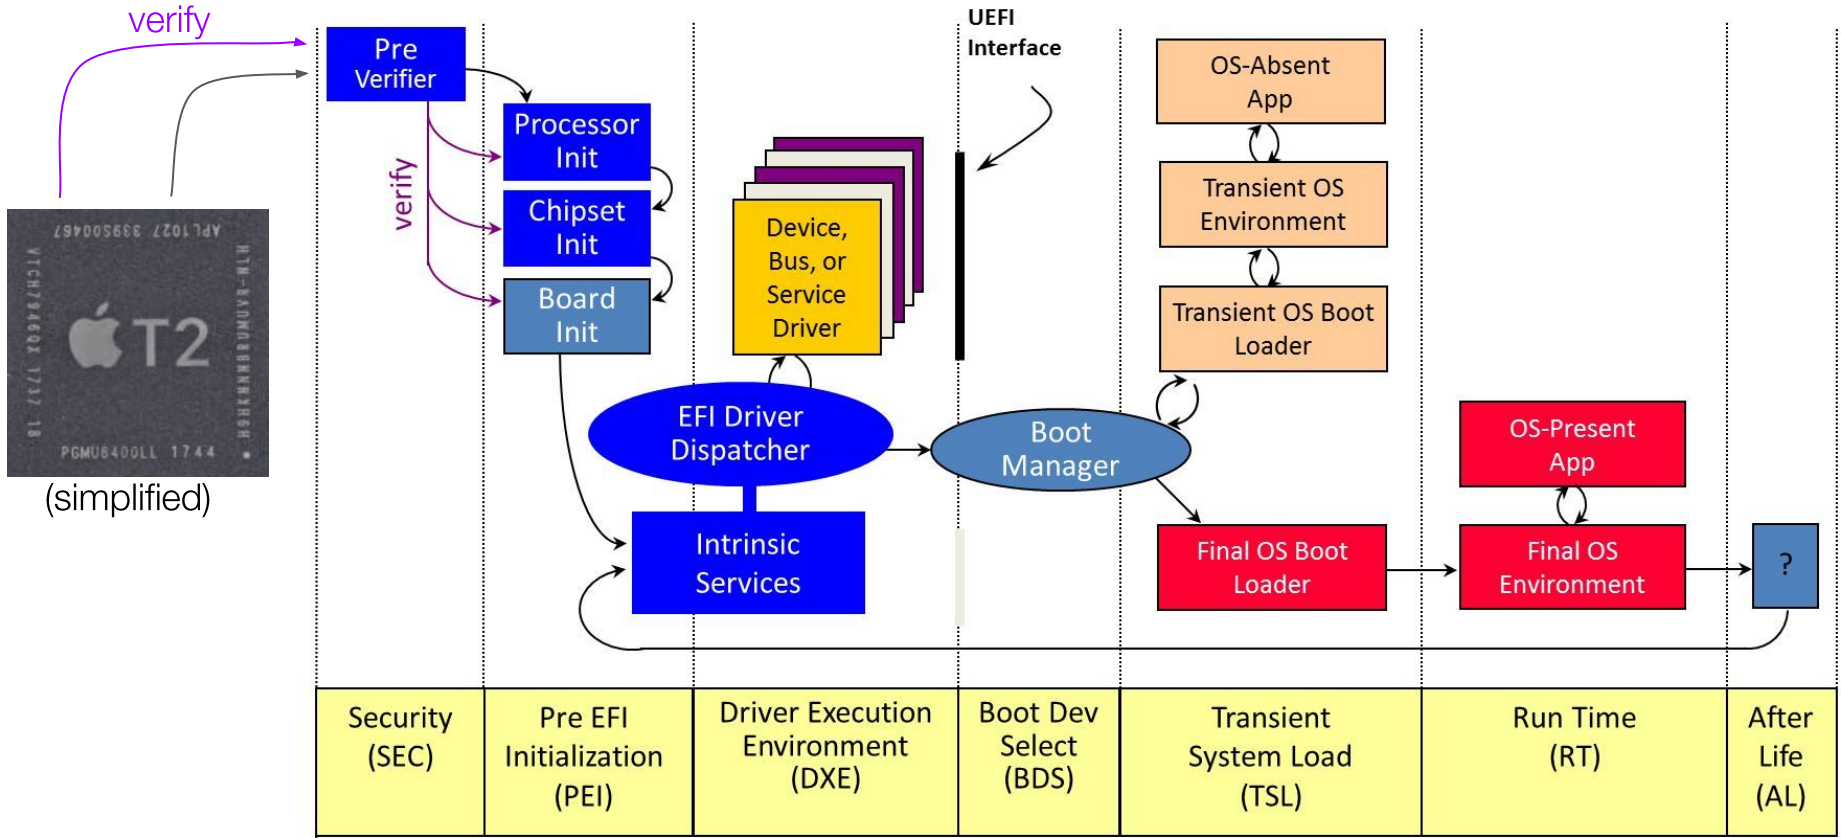 verify
UEFI
Interface
Pre
Verifier
Processor
Init
Chipset
Init
Board
Init
verify
Device,
Bus, or
Service
Driver
EFI Driver
Dispatcher
Intrinsic
Services
Boot
Manager
OS-Absent
App
Transient OS
Environment
Transient OS Boot
Loader
Final OS Boot
Loader
OS-Present
App
Final OS
Environment
?
APL1027 339S00467
T2
PGMU8400LL 1744
(simplified)
Security
(SEC)
Pre EFI
Initialization
(PEI)
Driver Execution
Environment
(DXE)
Boot Dev
Select
(BDS)
Transient
System Load
(TSL)
Run Time
(RT)
After
Life
(AL)